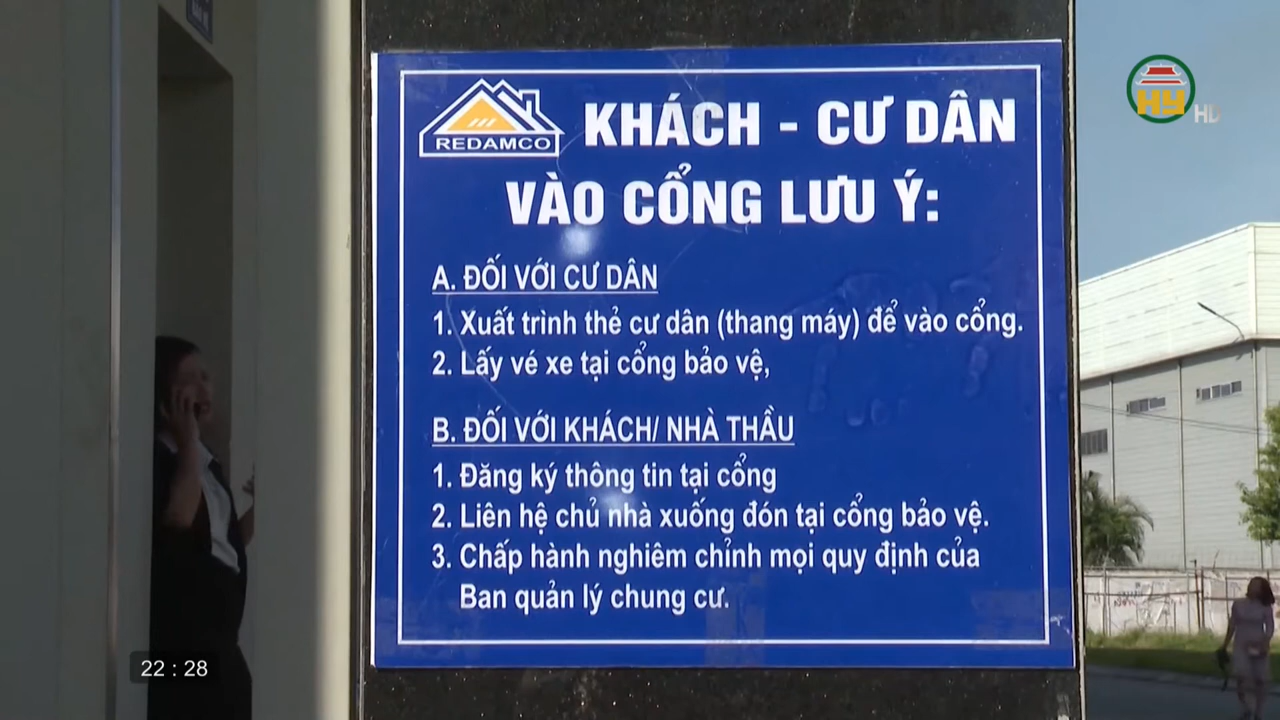 REDAMCO
KHÁCH - CƯ DÂN
VÀO CỔNG LƯU Ý:
A. ĐỐI VỚI CƯ DÂN
1. Xuất trình thẻ cư dân (thang máy) để vào cổng.
2. Lấy vé xe tại cổng bảo vệ,
B. ĐỐI VỚI KHÁCH/ NHÀ THẦU
1. Đăng ký thông tin tại cổng
2. Liên hệ chủ nhà xuống đón tại cổng bảo vệ.
3. Chấp hành nghiêm chỉnh mọi quy định của
Ban quản lý chung cư.
HY HD
22 : 28